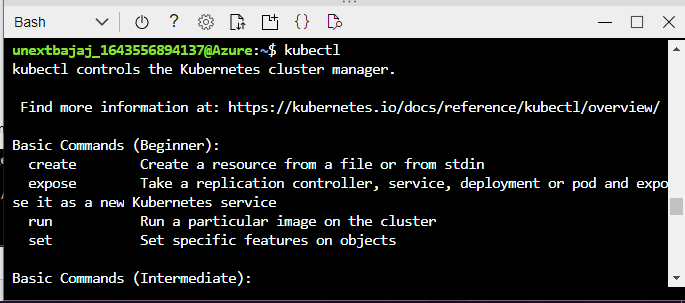 Bash
unextbajaj_1643556894137@Azure:~$ kubectl
kubectl controls the Kubernetes cluster manager.
Find more information at: https://kubernetes.io/docs/reference/kubectl/overview/
Basic Commands (Beginner):
create Create a resource from a file or from stdin
expose Take a replication controller, service, deployment or pod and expo
se it as a new Kubernetes service
run Run a particular image on the cluster
set Set specific features on objects
Basic Commands (Intermediate):